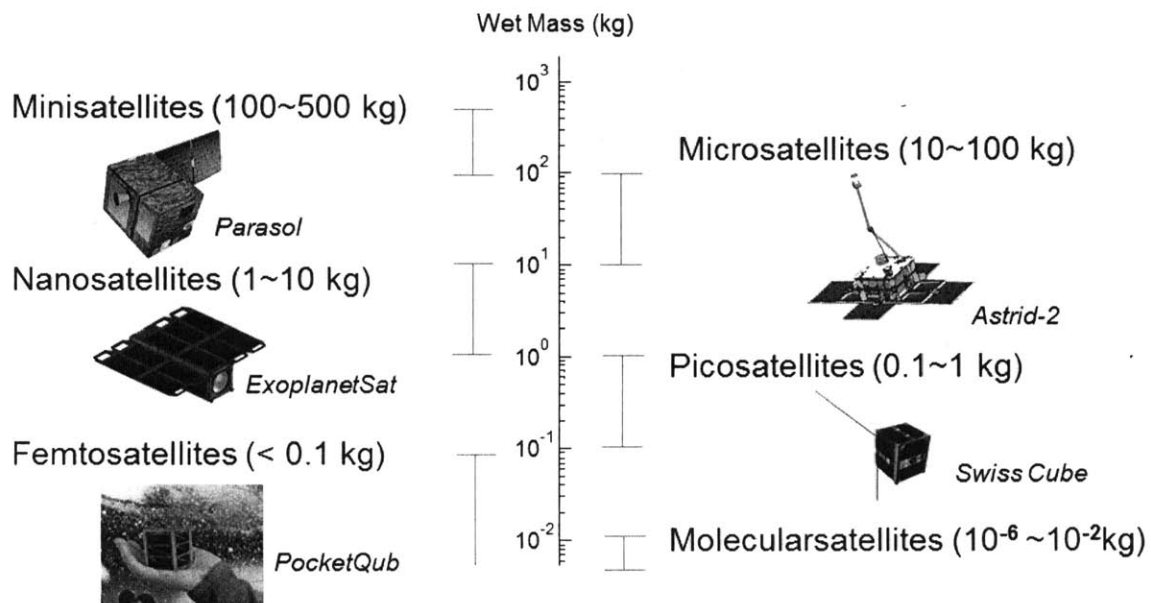 Wet Mass (kg)
10³
Minisatellites (100~500 kg)
Microsatellites (10~100 kg)
10²
Parasol
10¹
Nanosatellites (1~10 kg)
Astrid-2
10⁰
Picosatellites (0.1~1 kg)
ExoplanetSat
10⁻¹
Femtosatellites (< 0.1 kg)
Swiss Cube
10⁻²
Molecularsatellites (10⁻⁶ ~10⁻²kg)
PocketQub